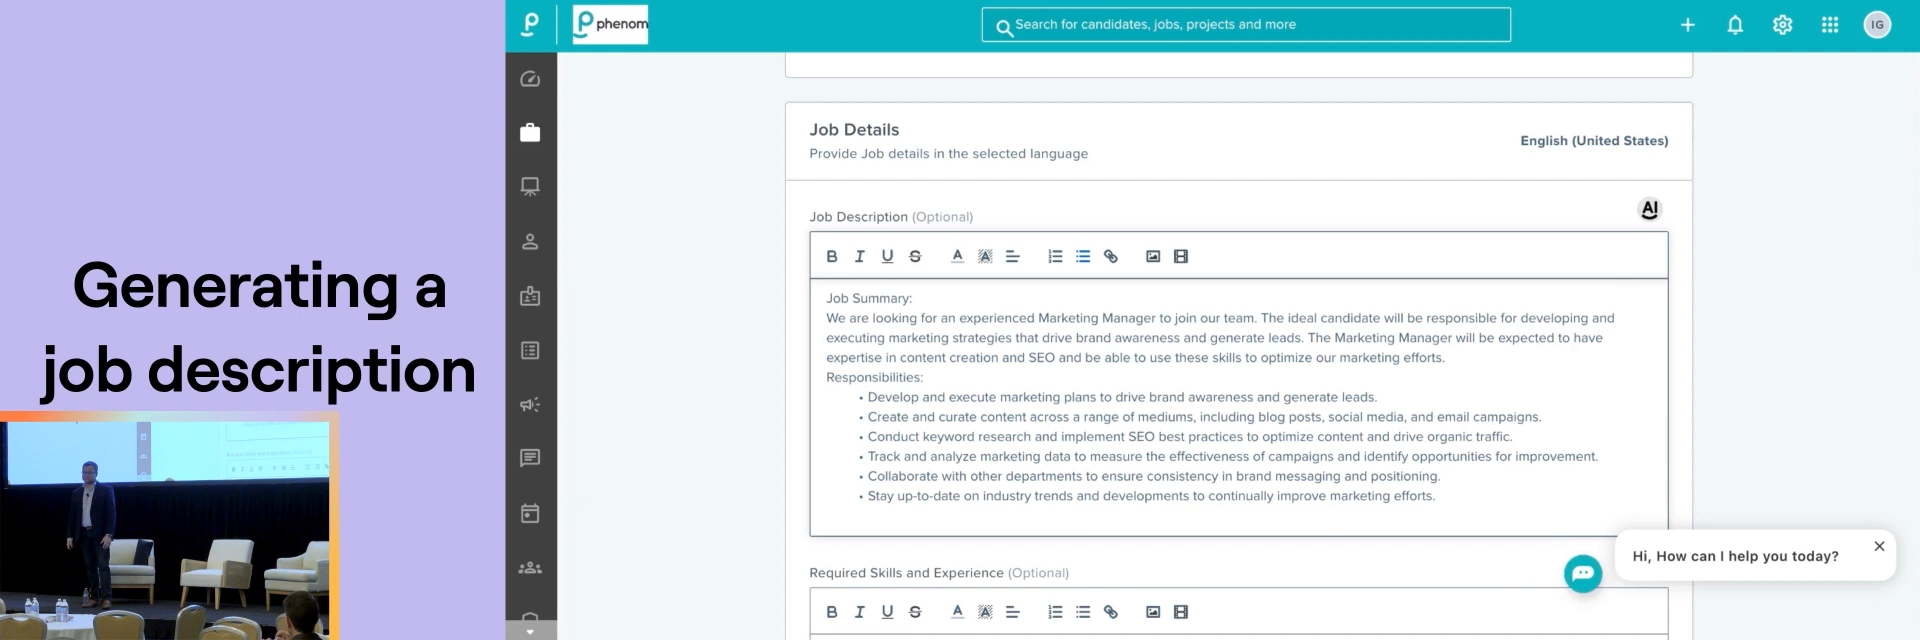 Generating a
job description
phenom
Search for candidates, jobs, projects and more
IG
Job Details
Provide Job details in the selected language
English (United States)
Job Description (Optional)
AI
B I U S A A
Job Summary:
We are looking for an experienced Marketing Manager to join our team. The ideal candidate will be responsible for developing and
executing marketing strategies that drive brand awareness and generate leads. The Marketing Manager will be expected to have
expertise in content creation and SEO and be able to use these skills to optimize our marketing efforts.
Responsibilities:
• Develop and execute marketing plans to drive brand awareness and generate leads.
• Create and curate content across a range of mediums, including blog posts, social media, and email campaigns.
• Conduct keyword research and implement SEO best practices to optimize content and drive organic traffic.
• Track and analyze marketing data to measure the effectiveness of campaigns and identify opportunities for improvement.
• Collaborate with other departments to ensure consistency in brand messaging and positioning.
• Stay up-to-date on industry trends and developments to continually improve marketing efforts.
Hi, How can I help you today?
Required Skills and Experience (Optional)
B I U S A A